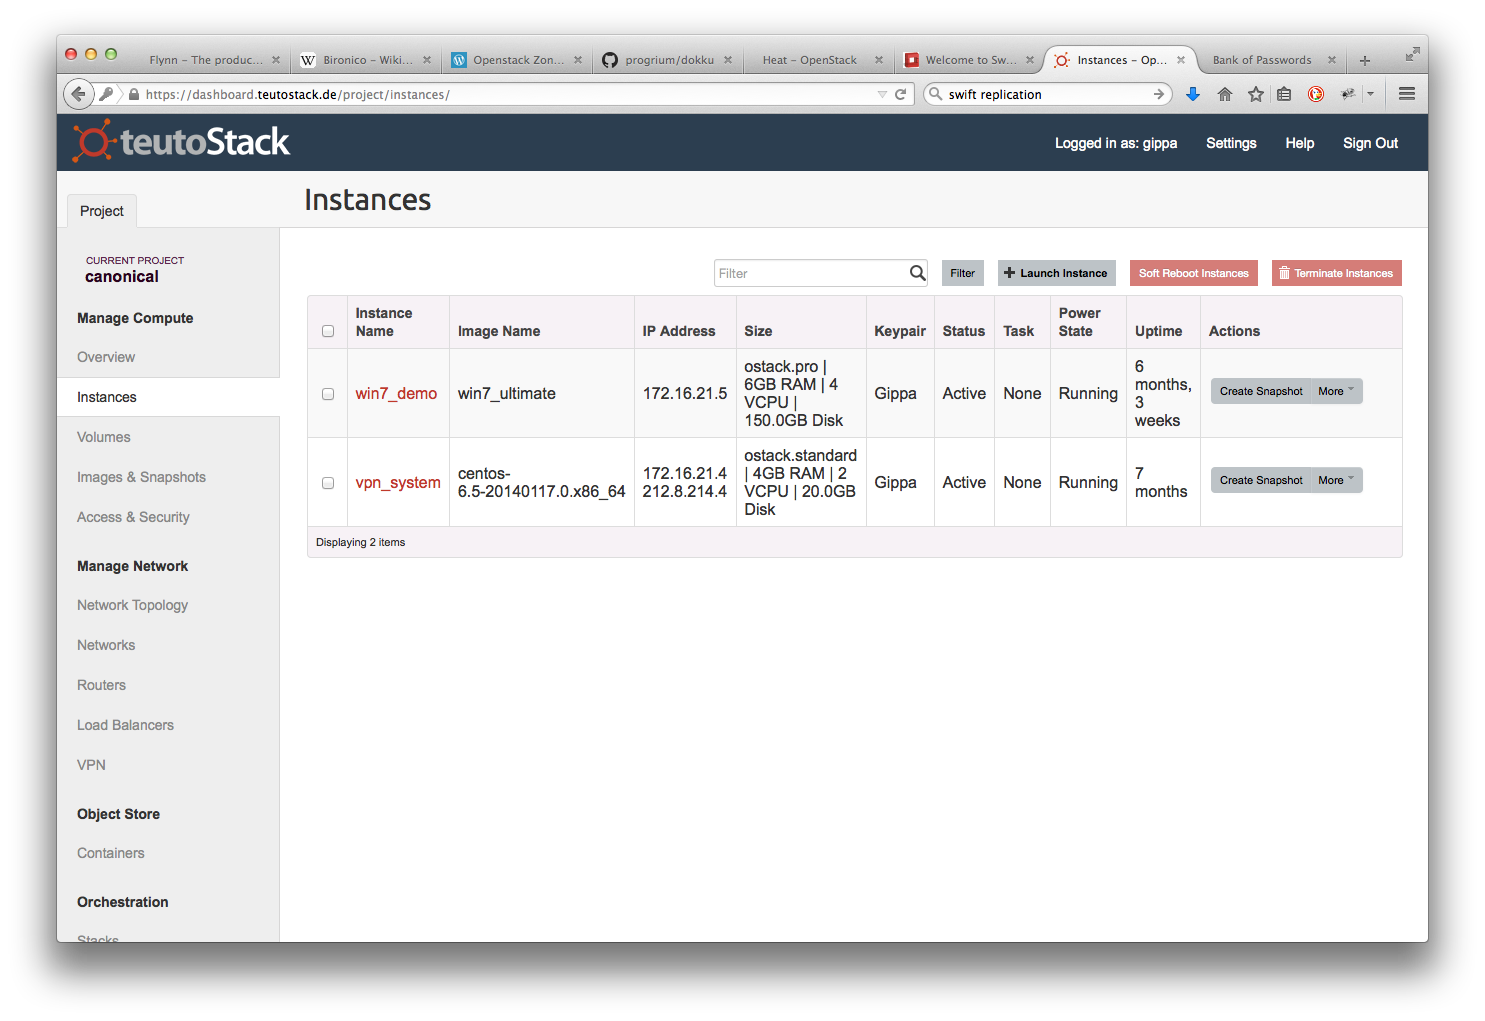 Flynn – The produc...
Bironico – Wiki...
Openstack Zon...
progrium/dokku
Heat – OpenStack
Welcome to Sw...
Instances – Op...
Bank of Passwords
https://dashboard.teutostack.de/project/instances/
swift replication
teutoStack
Logged in as: gippa
Settings
Help
Sign Out
Project
Instances
CURRENT PROJECT
canonical
Manage Compute
Overview
Instances
Volumes
Images & Snapshots
Access & Security
Manage Network
Network Topology
Networks
Routers
Load Balancers
VPN
Object Store
Containers
Orchestration
Stacks
Filter
Filter
Launch Instance
Soft Reboot Instances
Terminate Instances
Instance
Name
Image Name
IP Address
Size
Keypair
Status
Task
Power
State
Uptime
Actions
win7_demo
win7_ultimate
172.16.21.5
ostack.pro |
6GB RAM | 4
VCPU |
150.0GB Disk
Gippa
Active
None
Running
6
months,
3
weeks
Create Snapshot
More
vpn_system
centos-
6.5-20140117.0.x86_64
172.16.21.4
212.8.214.4
ostack.standard
| 4GB RAM | 2
VCPU | 20.0GB
Disk
Gippa
Active
None
Running
7
months
Create Snapshot
More
Displaying 2 items